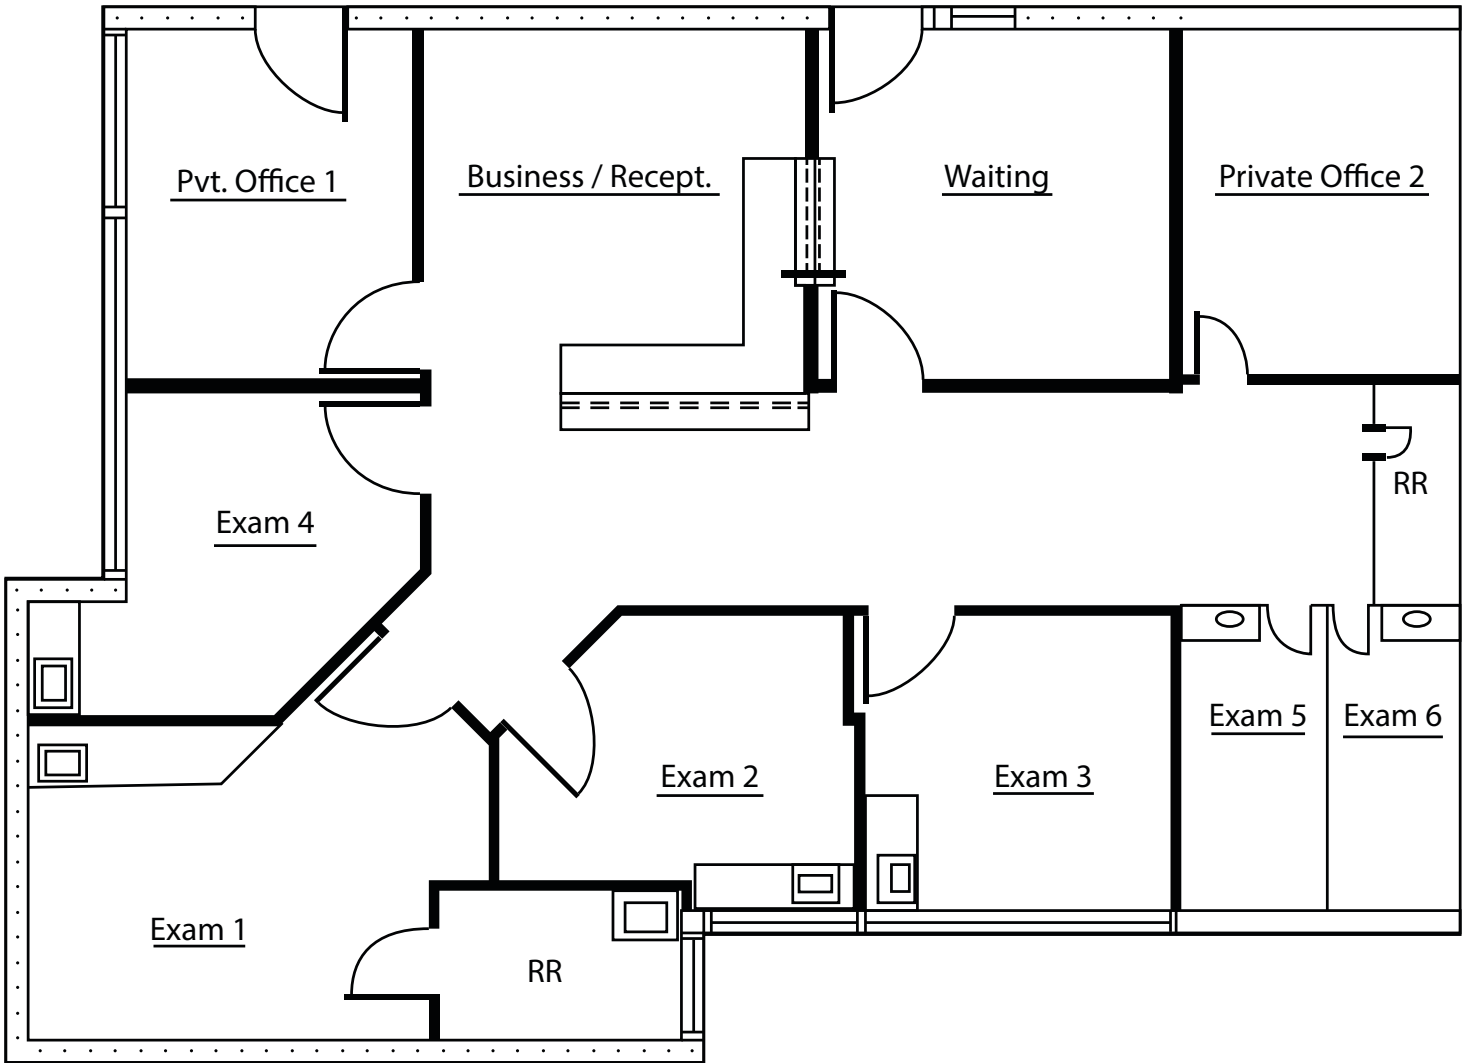 Pvt. Office 1
Business / Recept.
Waiting
Private Office 2
RR
Exam 4
Exam 5
Exam 6
Exam 2
Exam 3
Exam 1
RR